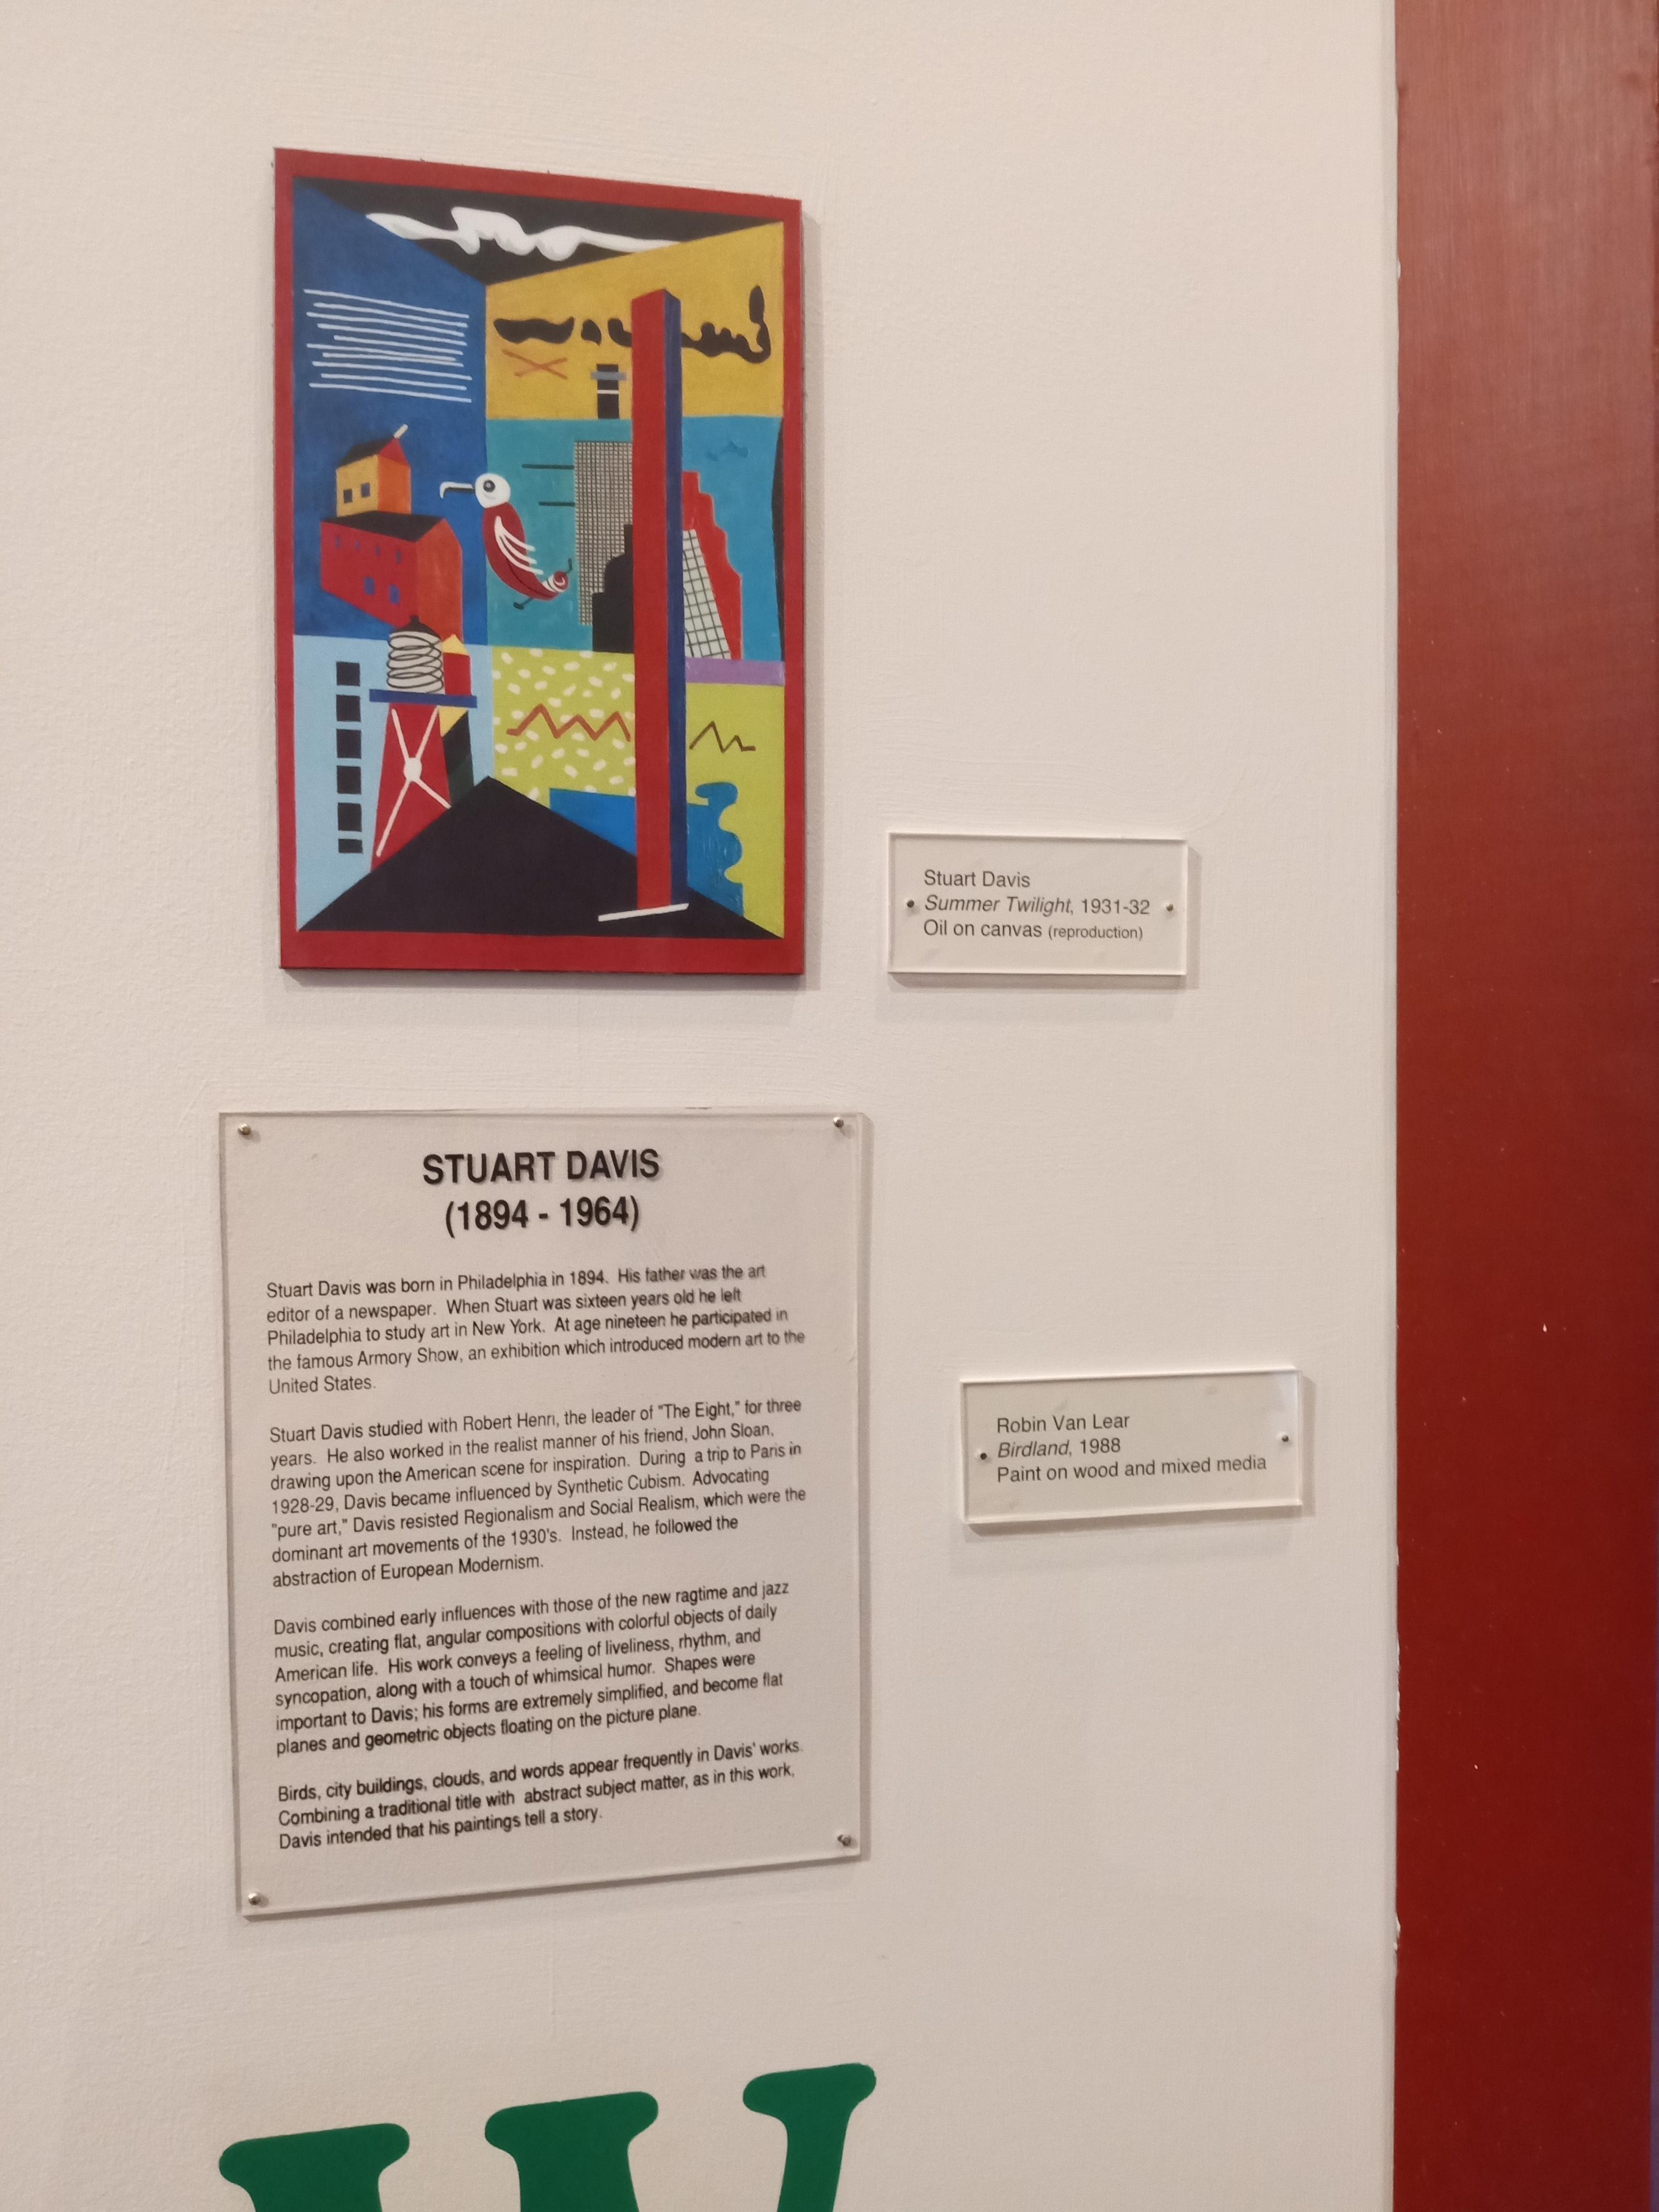 Stuart Davis
Summer Twilight, 1931-32
Oil on canvas (reproduction)
STUART DAVIS
(1894 - 1964)
Stuart Davis was born in Philadelphia in 1894. His father was the art
editor of a newspaper. When Stuart was sixteen years old he left
Philadelphia to study art in New York. At age nineteen he participated in
the famous Armory Show, an exhibition which introduced modern art to the
United States.
Stuart Davis studied with Robert Henri, the leader of "The Eight," for three
years. He also worked in the realist manner of his friend, John Sloan,
drawing upon the American scene for inspiration. During a trip to Paris in
1928-29, Davis became influenced by Synthetic Cubism. Advocating
"pure art," Davis resisted Regionalism and Social Realism, which were the
dominant art movements of the 1930's. Instead, he followed the
abstraction of European Modernism.
Davis combined early influences with those of the new ragtime and jazz
music, creating flat, angular compositions with colorful objects of daily
American life. His work conveys a feeling of liveliness, rhythm, and
syncopation, along with a touch of whimsical humor. Shapes were
important to Davis; his forms are extremely simplified, and become flat
planes and geometric objects floating on the picture plane.
Birds, city buildings, clouds, and words appear frequently in Davis' works.
Combining a traditional title with abstract subject matter, as in this work,
Davis intended that his paintings tell a story.
Robin Van Lear
Birdland, 1988
Paint on wood and mixed media